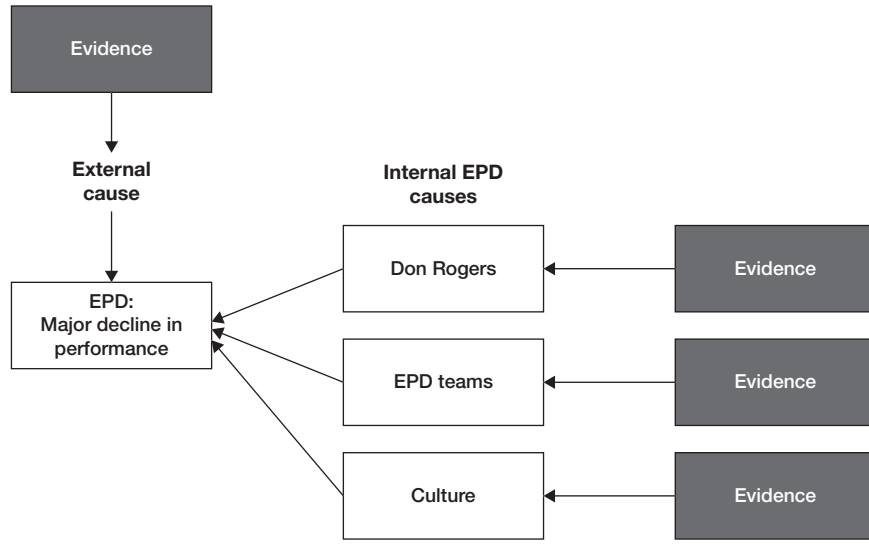 Evidence
External
cause
Internal EPD
causes
Don Rogers
Evidence
EPD:
Major decline in
performance
EPD teams
Evidence
Culture
Evidence